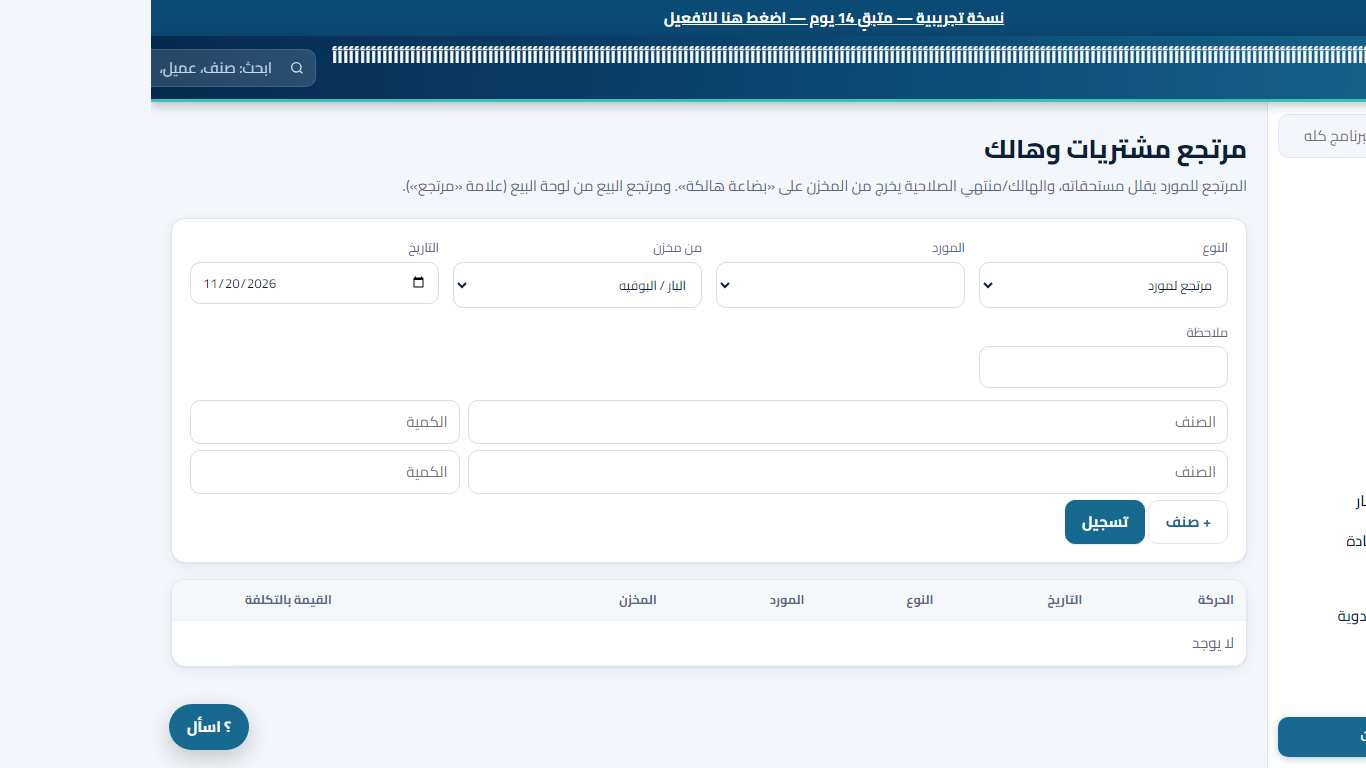 نسخة تجريبية — متبقٍ 14 يوم — اضغط هنا للتفعيل
ابحث: صنف، عميل،
برنامج كله
مرتجع مشتريات وهالك
المرتجع للمورد يقلل مستحقاته، والهالك/منتهي الصلاحية يخرج من المخزن على «بضاعة هالكة». ومرتجع البيع من لوحة البيع (علامة «مرتجع»).
النوع
المورد
من مخزن
التاريخ
مرتجع لمورد
البار / البوفيه
11/20/2026
ملاحظة
الصنف
الكمية
الصنف
الكمية
+ صنف
تسجيل
الحركة
التاريخ
النوع
المورد
المخزن
القيمة بالتكلفة
لا يوجد
؟ اسأل